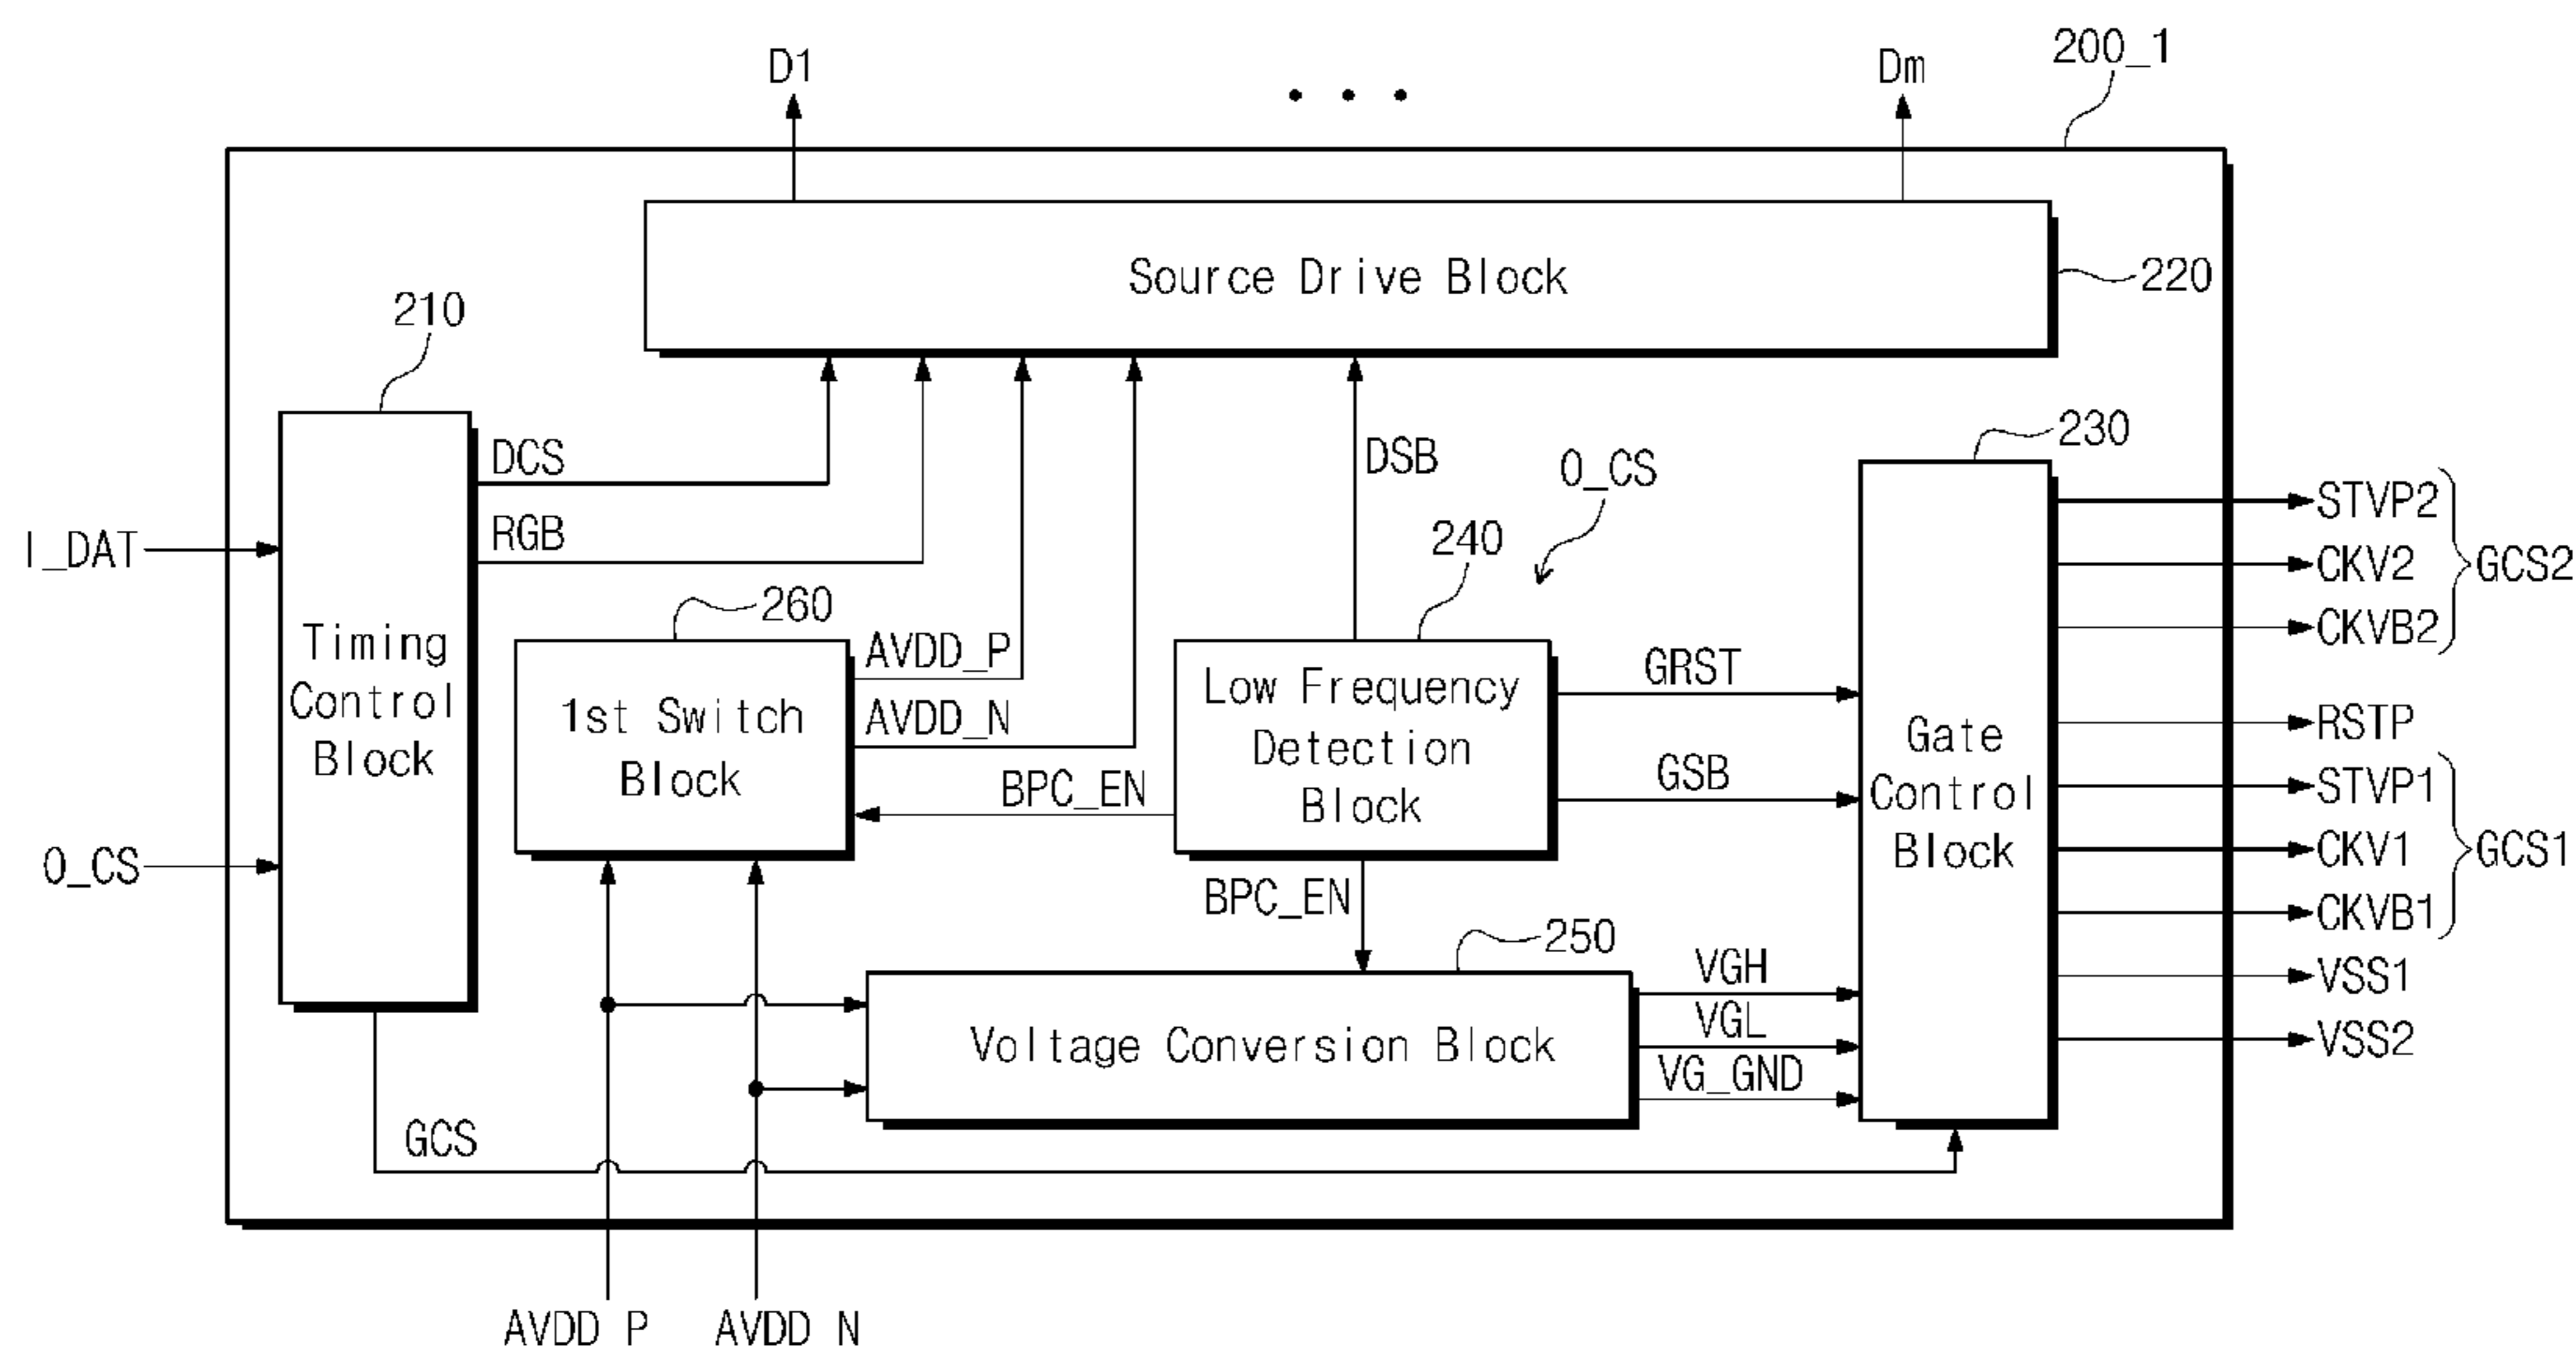 200_1
D1
Dm
Source Drive Block
220
210
DCS
RGB
I_DAT
O_CS
Timing
Control
Block
260
1st Switch
Block
AVDD_P
AVDD_N
BPC_EN
DSB
O_CS
240
Low Frequency
Detection
Block
GRST
GSB
230
Gate
Control
Block
STVP2
CKV2
CKVB2
GCS2
RSTP
STVP1
CKV1
CKVB1
GCS1
VSS1
VSS2
BPC_EN
250
Voltage Conversion Block
VGH
VGL
VG_GND
GCS
AVDD P
AVDD N